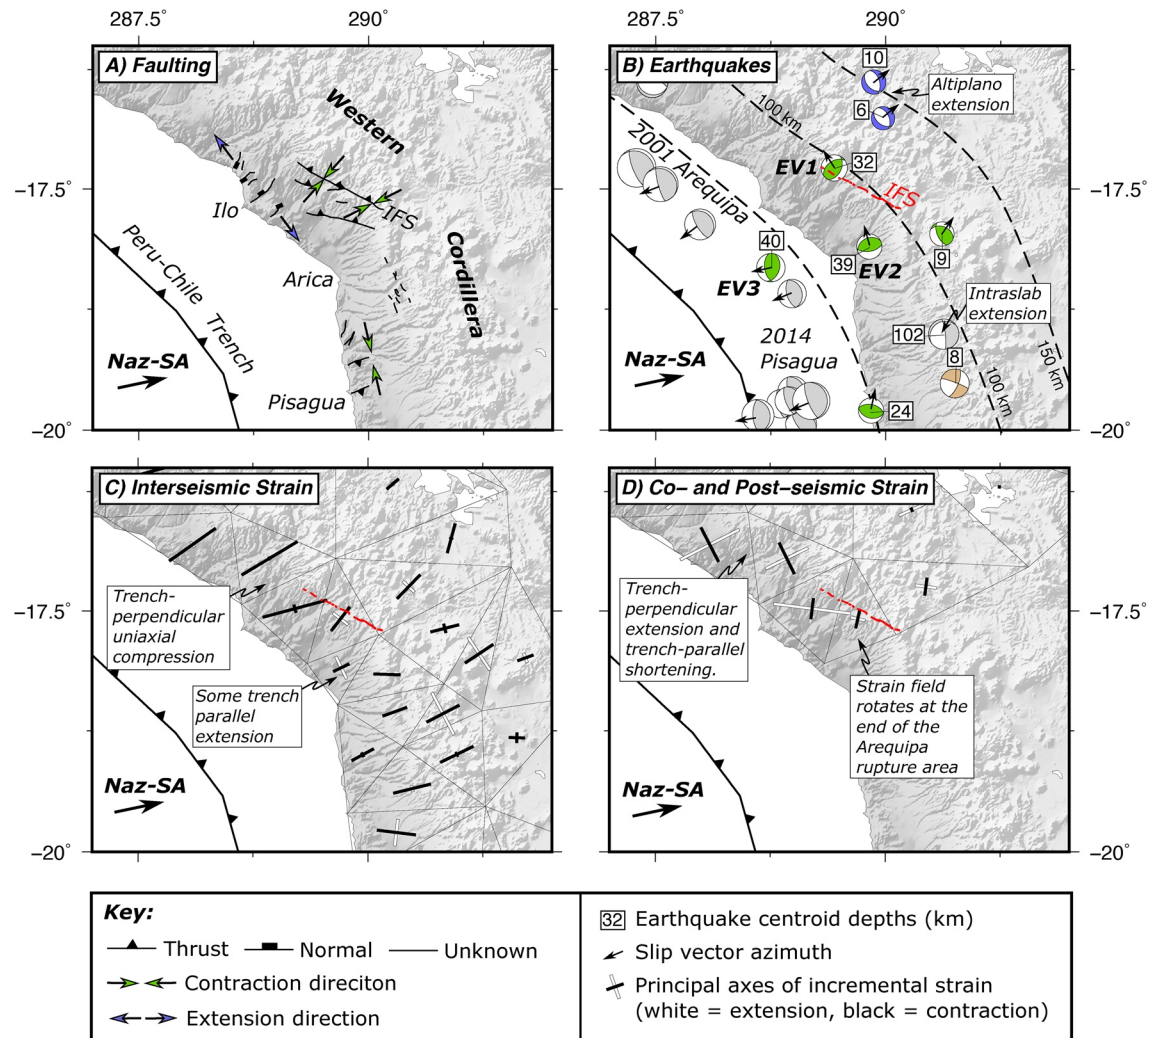 287.5°
290°
287.5°
290°
A) Faulting
Western
Cordillera
Ilo
IFS
Arica
Peru-Chile Trench
Naz-SA
Pisagua
−17.5°
−20°
B) Earthquakes
10
6
Altiplano
extension
100 km
2001 Arequipa
EV1
32
IFS
40
39
EV2
9
EV3
Intraslab
extension
2014
Pisagua
102
8
Naz-SA
100 km
150 km
24
−17.5°
−20°
C) Interseismic Strain
Trench-
perpendicular
uniaxial
compression
Some trench
parallel
extension
Naz-SA
−17.5°
−20°
D) Co− and Post−seismic Strain
Trench-
perpendicular
extension and
trench-parallel
shortening.
Strain field
rotates at the
end of the
Arequipa
rupture area
Naz-SA
−17.5°
−20°
Key:
Thrust
Normal
Unknown
Contraction direciton
Extension direction
32 Earthquake centroid depths (km)
Slip vector azimuth
Principal axes of incremental strain
(white = extension, black = contraction)